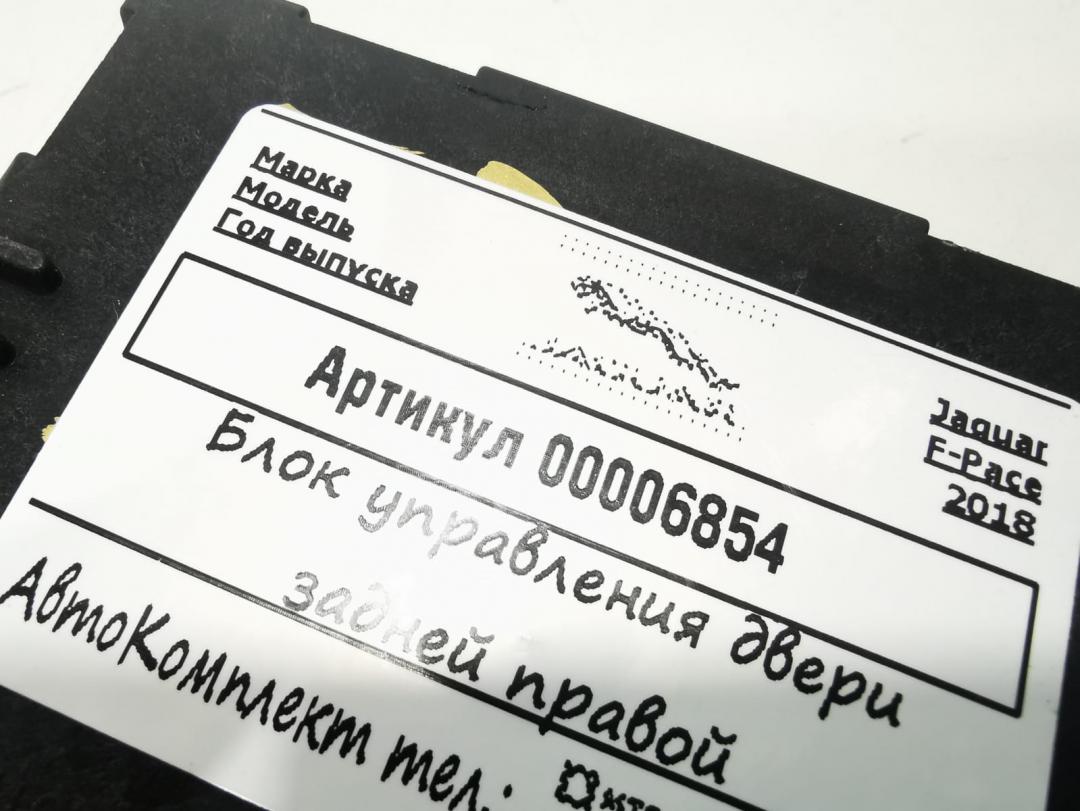 Марка
Модель
Год выпуска
Jaguar
F-Pace
2018
Артикул 00006854
Блок управления двери
задней правой
АвтоКомплект тел.: